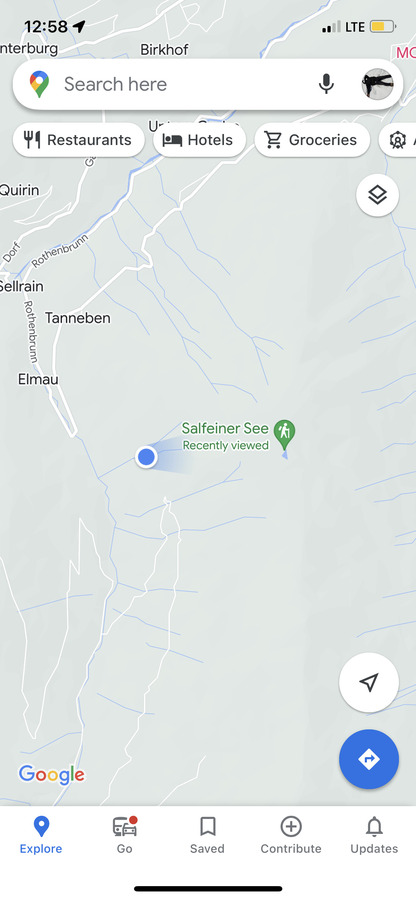 12:58
LTE
nterburg
Birkhof
MO
Search here
Restaurants
Hotels
Groceries
Quirin
Dorf
Rothenbrunn
Sellrain
Rothenbrunn
Tanneben
Elmau
Salfeiner See
Recently viewed
Google
Explore
Go
Saved
Contribute
Updates